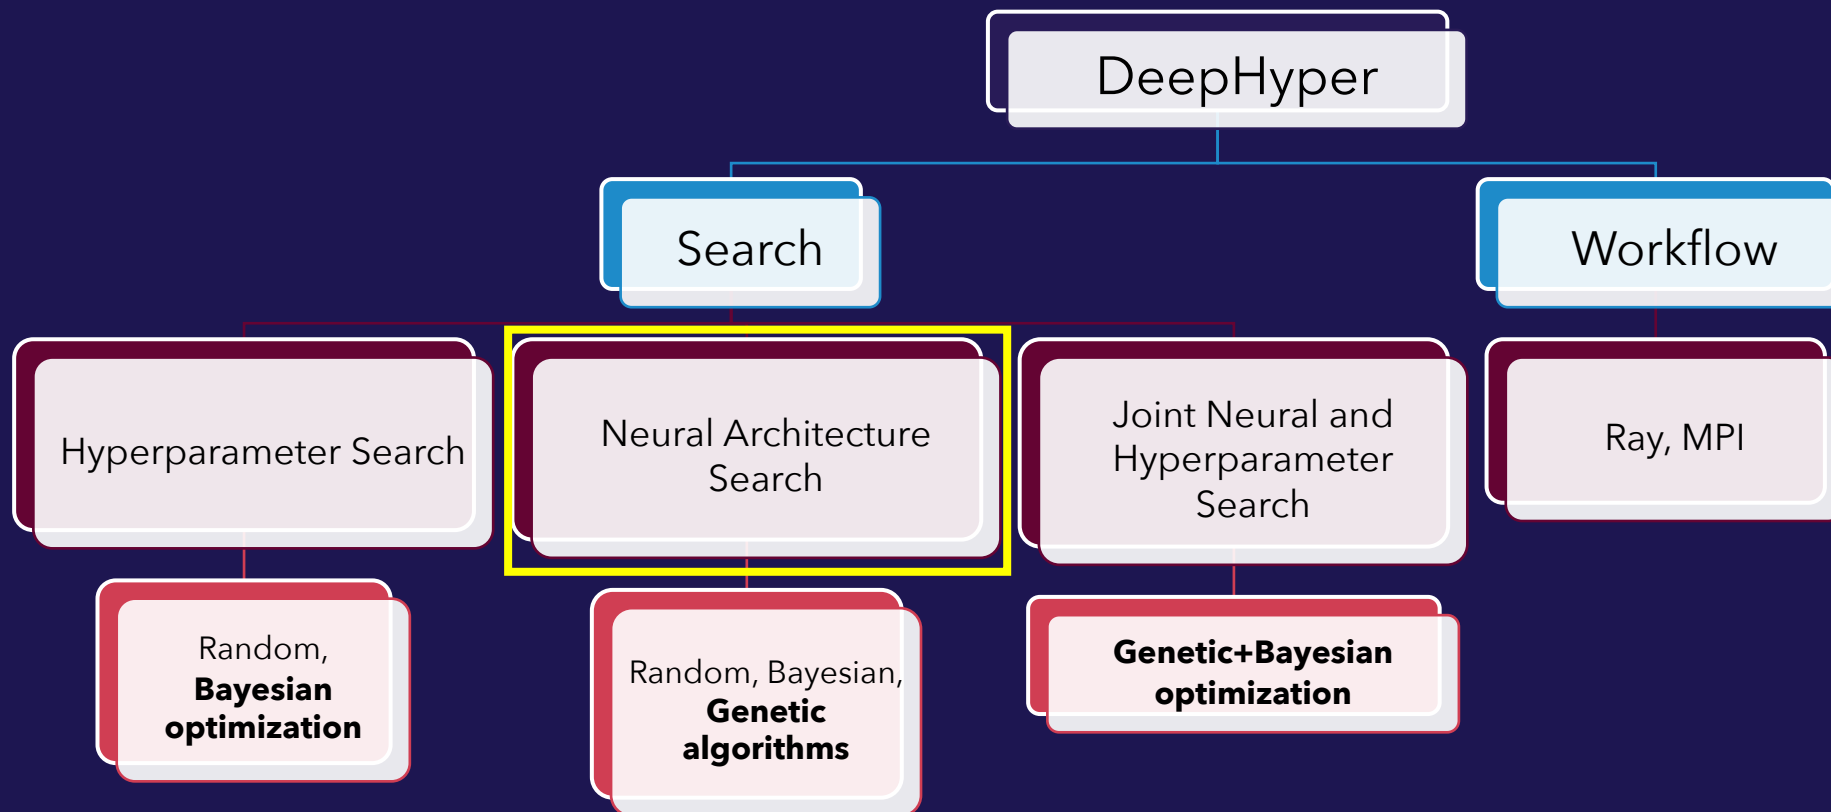 DeepHyper
Search
Workflow
Hyperparameter Search
Neural Architecture
Search
Joint Neural and
Hyperparameter
Search
Ray, MPI
Random,
Bayesian
optimization
Random, Bayesian,
Genetic
algorithms
Genetic+Bayesian
optimization